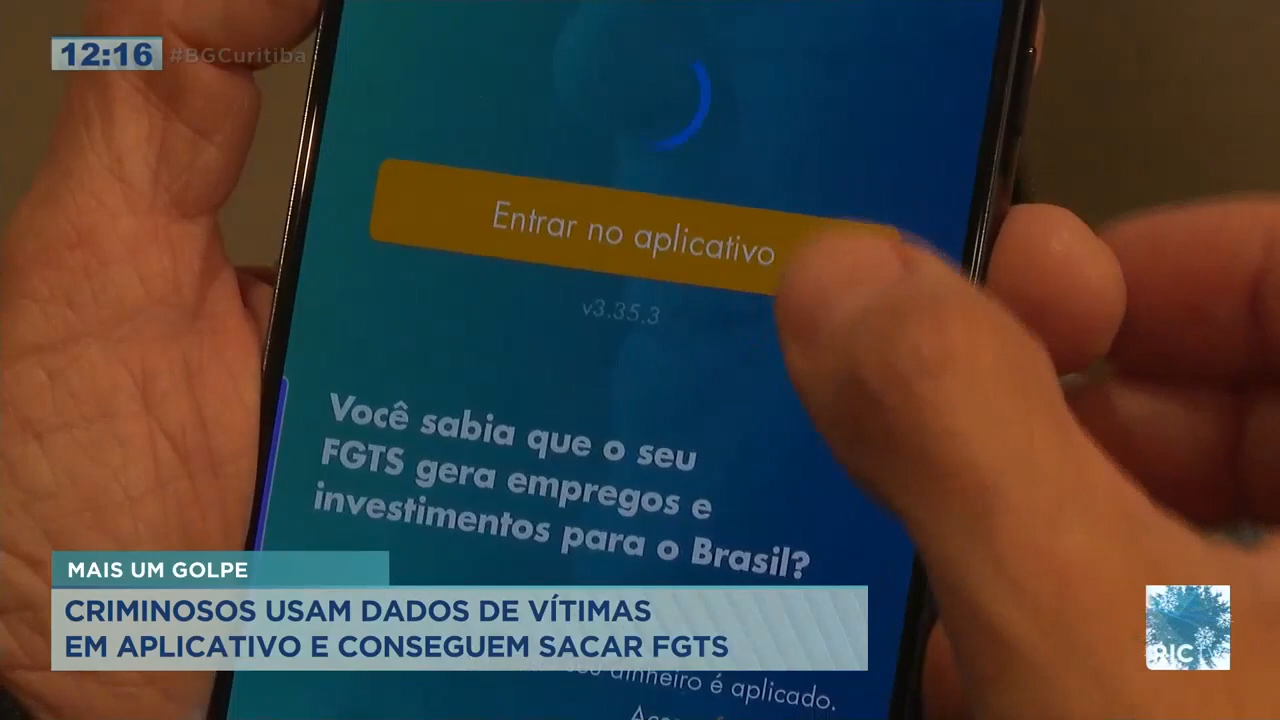 12:16 #BGCuritiba
Entrar no aplicativo
v3.35.3
Você sabia que o seu
FGTS gera empregos e
investimentos para o Brasil?
MAIS UM GOLPE
CRIMINOSOS USAM DADOS DE VÍTIMAS
EM APLICATIVO E CONSEGUEM SACAR FGTS
RIC
seu dinheiro é aplicado.